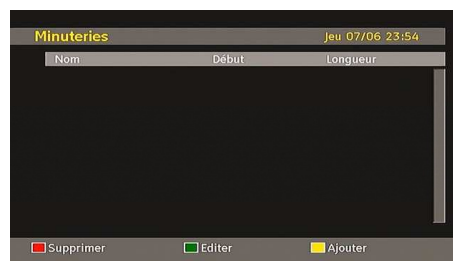 Minuteries Jeu 07/06 23:54
Nom Début Longueur
Supprimer Editer Ajouter